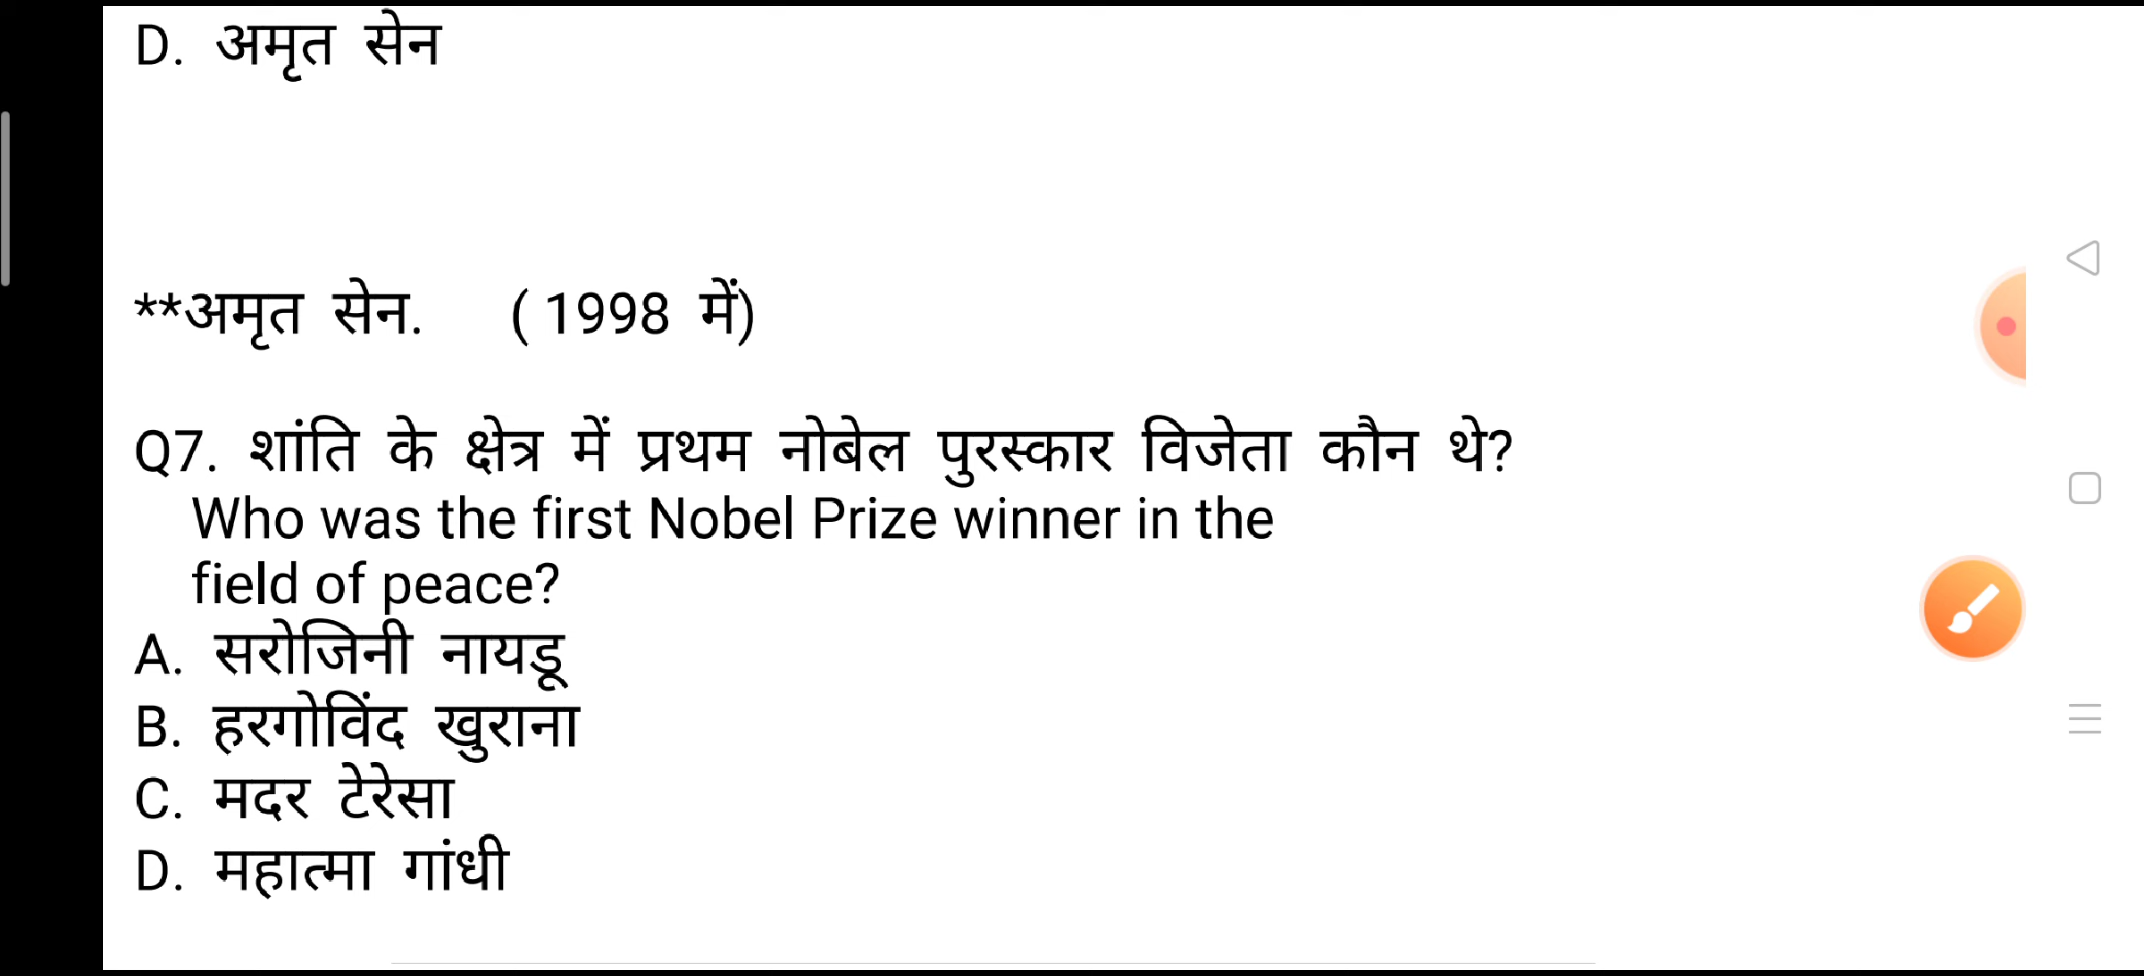 D. अमृत सेन
**अमृत सेन. ( 1998 में)
Q7. शांति के क्षेत्र में प्रथम नोबेल पुरस्कार विजेता कौन थे?
Who was the first Nobel Prize winner in the
field of peace?
A. सरोजिनी नायडू
B. हरगोविंद खुराना
C. मदर टेरेसा
D. महात्मा गांधी